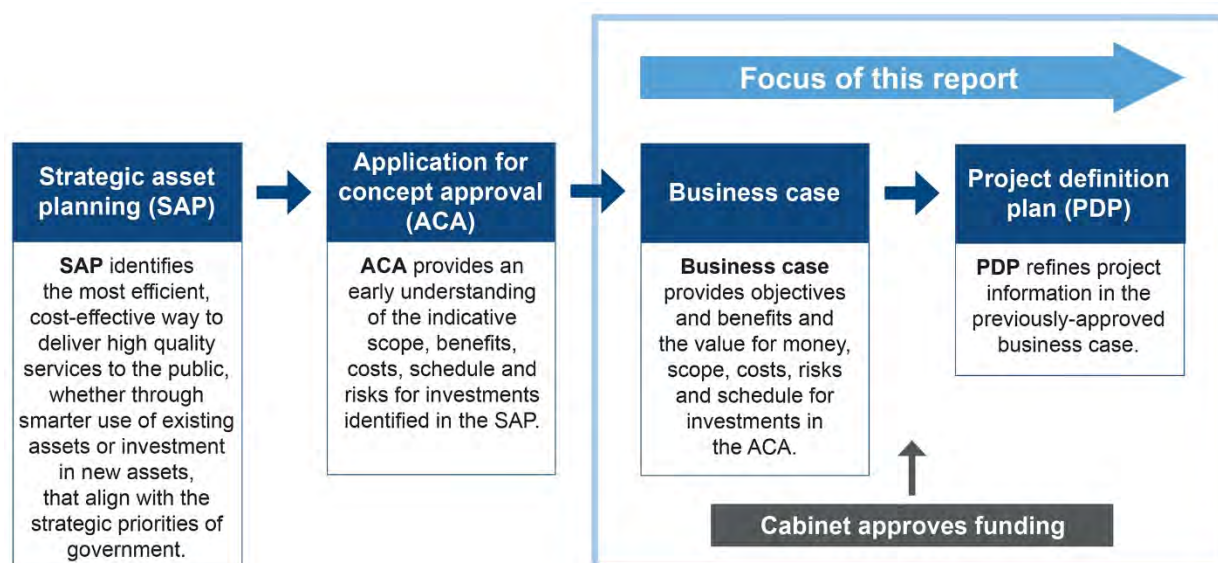 Focus of this report
Strategic asset
planning (SAP)
SAP identifies
the most efficient,
cost-effective way to
deliver high quality
services to the public,
whether through
smarter use of existing
assets or investment
in new assets,
that align with the
strategic priorities of
government.
Application for
concept approval
(ACA)
ACA provides an
early understanding
of the indicative
scope, benefits,
costs, schedule and
risks for investments
identified in the SAP.
Business case
Business case
provides objectives
and benefits and
the value for money,
scope, costs, risks
and schedule for
investments in
the ACA.
Project definition
plan (PDP)
PDP refines project
information in the
previously-approved
business case.
Cabinet approves funding